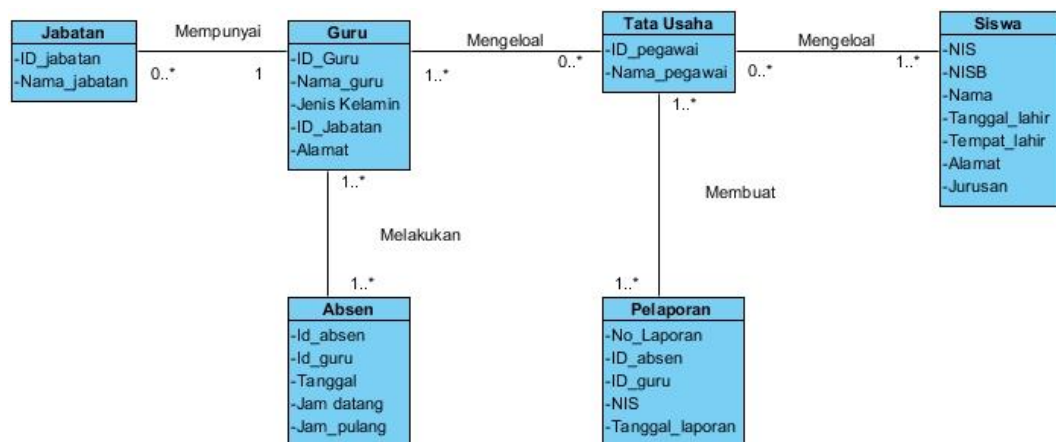 Jabatan
-ID_jabatan
-Nama_jabatan
Mempunyai
0..*
1
Guru
-ID_Guru
-Nama_guru
-Jenis Kelamin
-ID_Jabatan
-Alamat
Mengeloal
1..*
0..*
Tata Usaha
-ID_pegawai
-Nama_pegawai
Mengeloal
0..*
1..*
Siswa
-NIS
-NISB
-Nama
-Tanggal_lahir
-Tempat_lahir
-Alamat
-Jurusan
1..*
Melakukan
1..*
Absen
-Id_absen
-Id_guru
-Tanggal
-Jam datang
-Jam_pulang
1..*
Membuat
1..*
Pelaporan
-No_Laporan
-ID_absen
-ID_guru
-NIS
-Tanggal_laporan